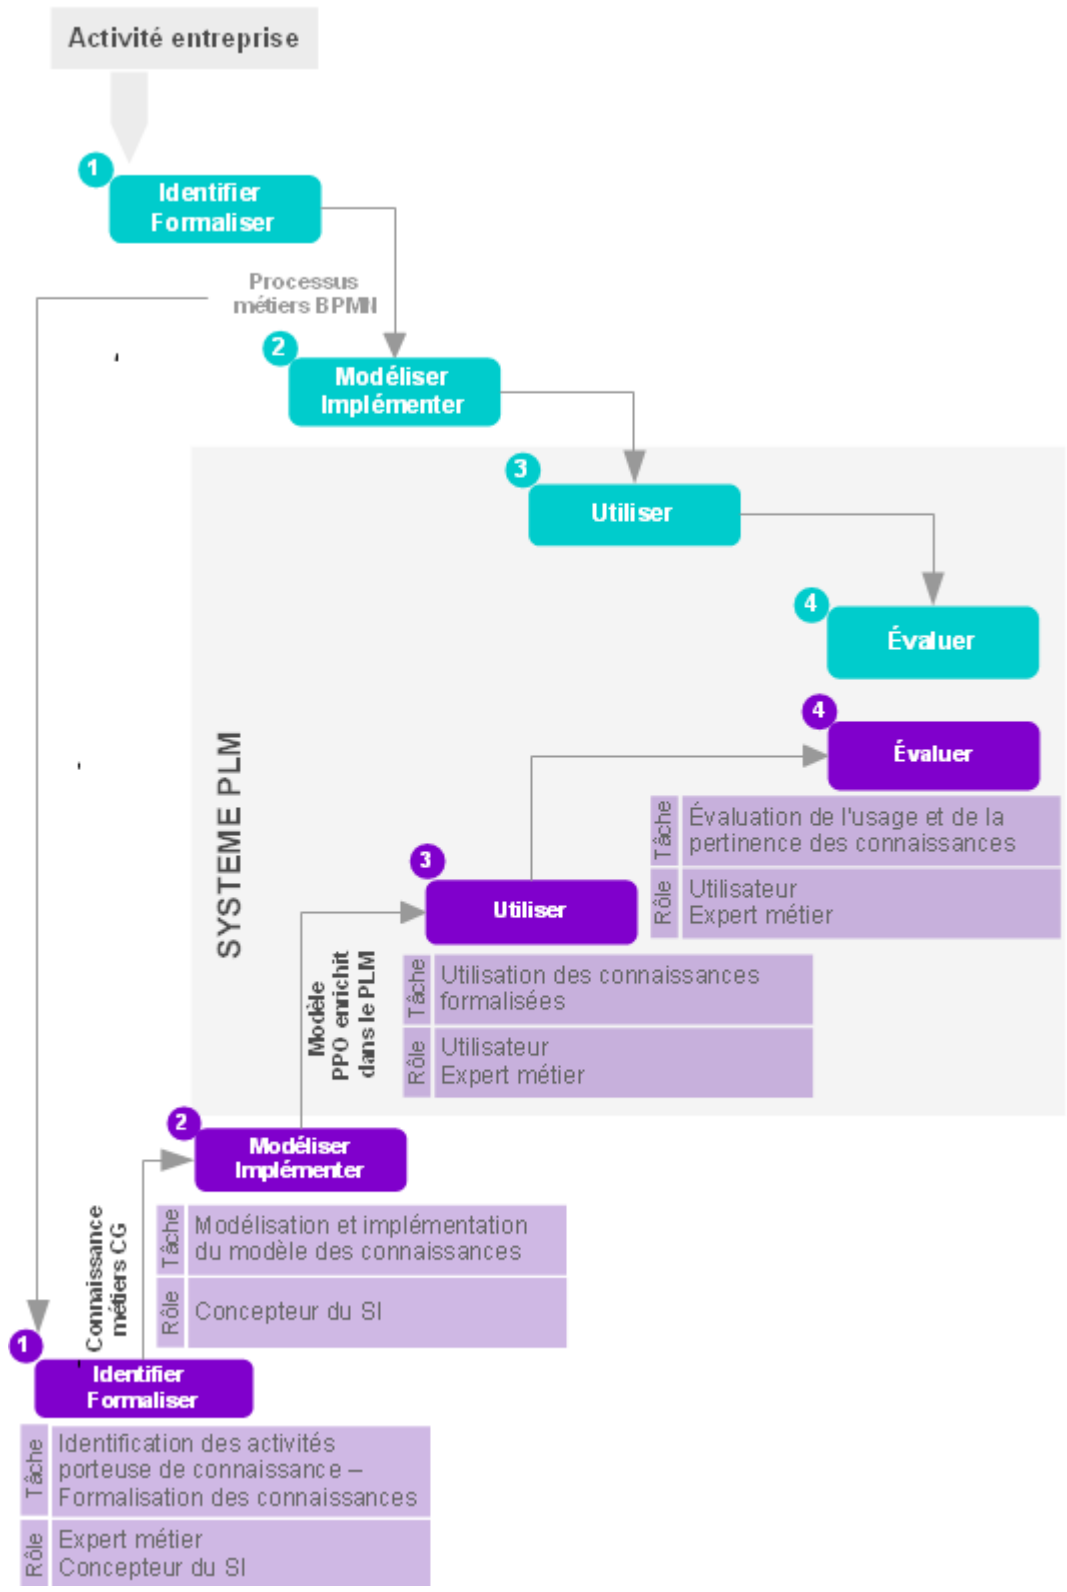 Activité entreprise
1
Identifier
Formaliser
Processus
métiers BPMN
2
Modéliser
Implémenter
3
Utiliser
4
Évaluer
SYSTEME PLM
4
Évaluer
Tâche
Évaluation de l'usage et de la
pertinence des connaissances
Rôle
Utilisateur
Expert métier
3
Utiliser
Tâche
Utilisation des connaissances
formalisées
Rôle
Utilisateur
Expert métier
Modèle
PPO enrichit
dans le PLM
2
Modéliser
Implémenter
Tâche
Modélisation et implémentation
du modèle des connaissances
Rôle
Concepteur du SI
Connaissance
métiers CG
1
Identifier
Formaliser
Tâche
Identification des activités
porteuse de connaissance –
Formalisation des connaissances
Rôle
Expert métier
Concepteur du SI